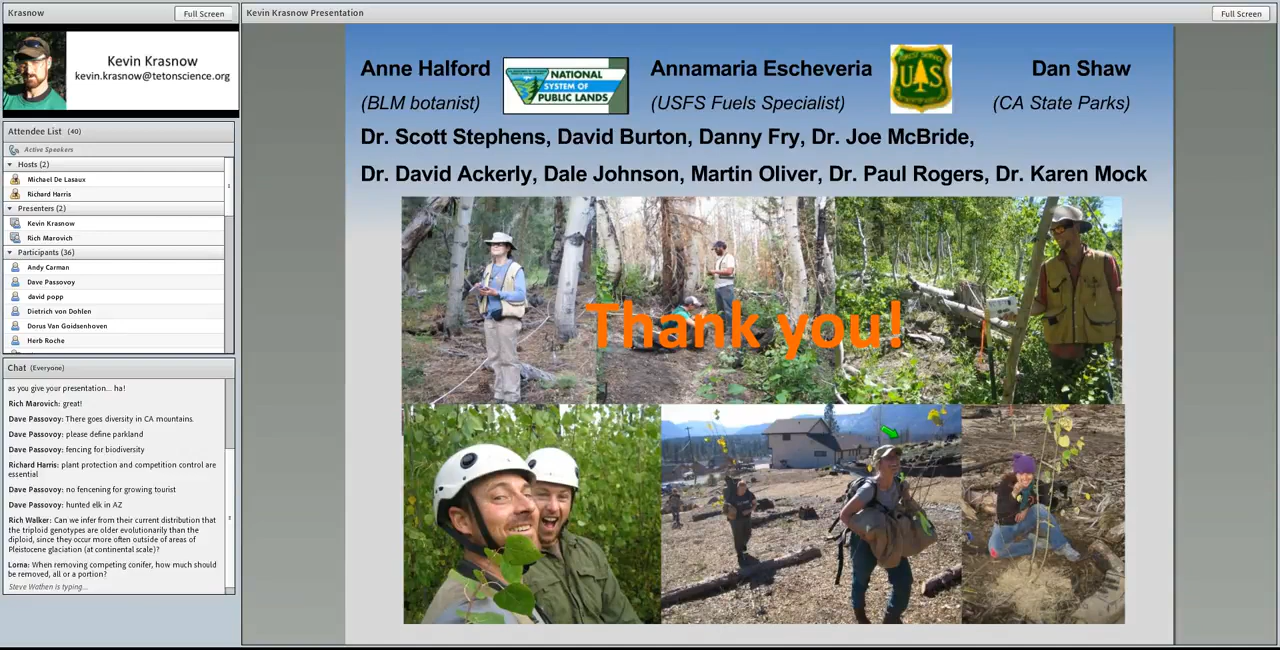 Krasnow
Full Screen
Kevin Krasnow
kevin.krasnow@tetonscience.org
Attendee List (40)
Active Speakers
Hosts (2)
Michael De Lasaux
Richard Harris
Presenters (2)
Kevin Krasnow
Rich Marovich
Participants (36)
Andy Carman
Dave Passovoy
david popp
Dietrich von Dohlen
Dorus Van Goidsenhoven
Herb Roche
Chat (Everyone)
as you give your presentation... ha!
Rich Marovich: great!
Dave Passovoy: There goes diversity in CA mountains.
Dave Passovoy: please define parkland
Dave Passovoy: fencing for biodiversity
Richard Harris: plant protection and competition control are
essential
Dave Passovoy: no fencening for growing tourist
Dave Passovoy: hunted elk in AZ
Rich Walker: Can we infer from their current distribution that
the triploid genotypes are older evolutionarily than the
diploid, since they occur more often outside of areas of
Pleistocene glaciation (at continental scale)?
Lorna: When removing competing conifer, how much should
be removed, all or a portion?
Steve Wathen is typing...
Kevin Krasnow Presentation
Full Screen
Anne Halford
(BLM botanist)
NATIONAL
SYSTEM OF
PUBLIC LANDS
Annamaria Escheveria
(USFS Fuels Specialist)
FOREST SERVICE
U S
Dan Shaw
(CA State Parks)
Dr. Scott Stephens, David Burton, Danny Fry, Dr. Joe McBride,
Dr. David Ackerly, Dale Johnson, Martin Oliver, Dr. Paul Rogers, Dr. Karen Mock
Thank you!